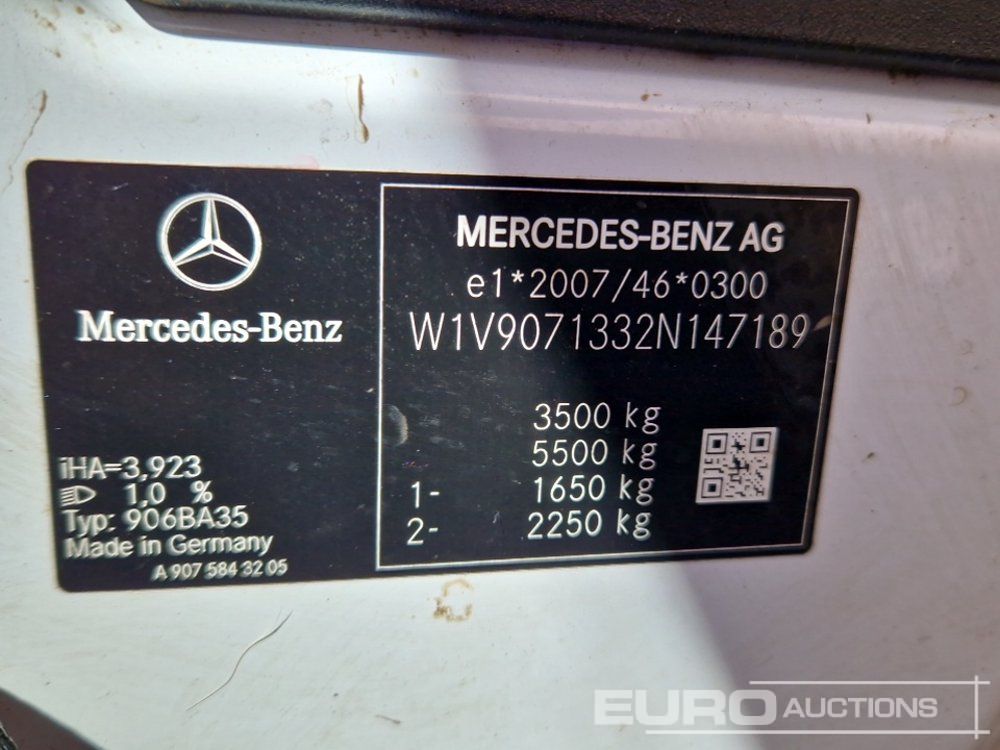 Mercedes-Benz
iHA=3,923
1,0 %
Typ: 906BA35
Made in Germany
A 907 584 32 05
MERCEDES-BENZ AG
e1*2007/46*0300
W1V9071332N147189
3500 kg
5500 kg
1- 1650 kg
2- 2250 kg
EURO AUCTIONS